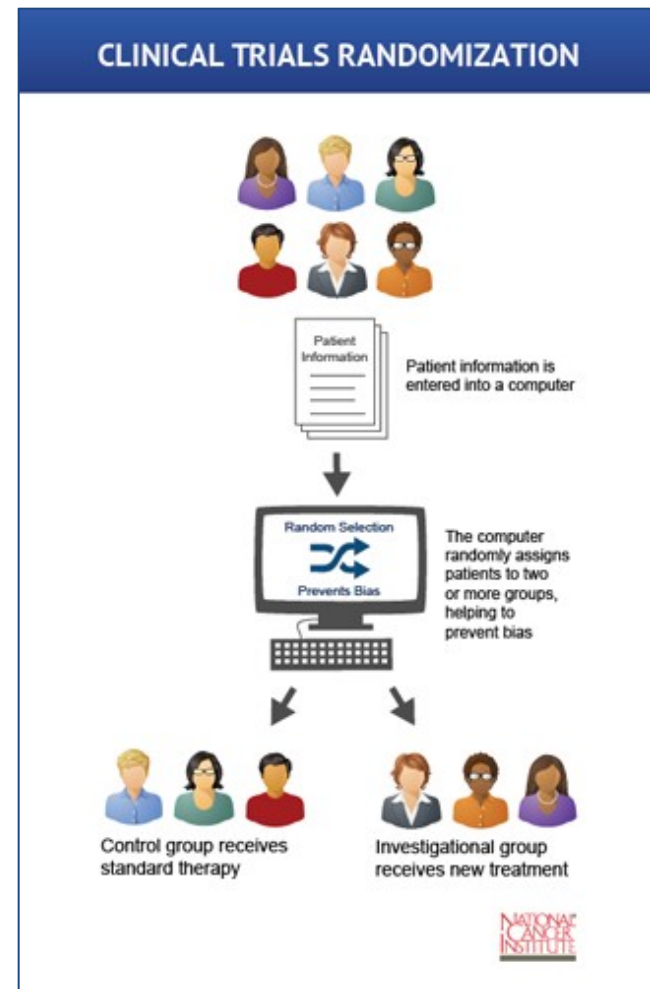 CLINICAL TRIALS RANDOMIZATION
Patient
Information
Patient information is
entered into a computer
Random Selection
Prevents Bias
The computer
randomly assigns
patients to two
or more groups,
helping to
prevent bias
Control group receives
standard therapy
Investigational group
receives new treatment
NATIONAL
CANCER
INSTITUTE